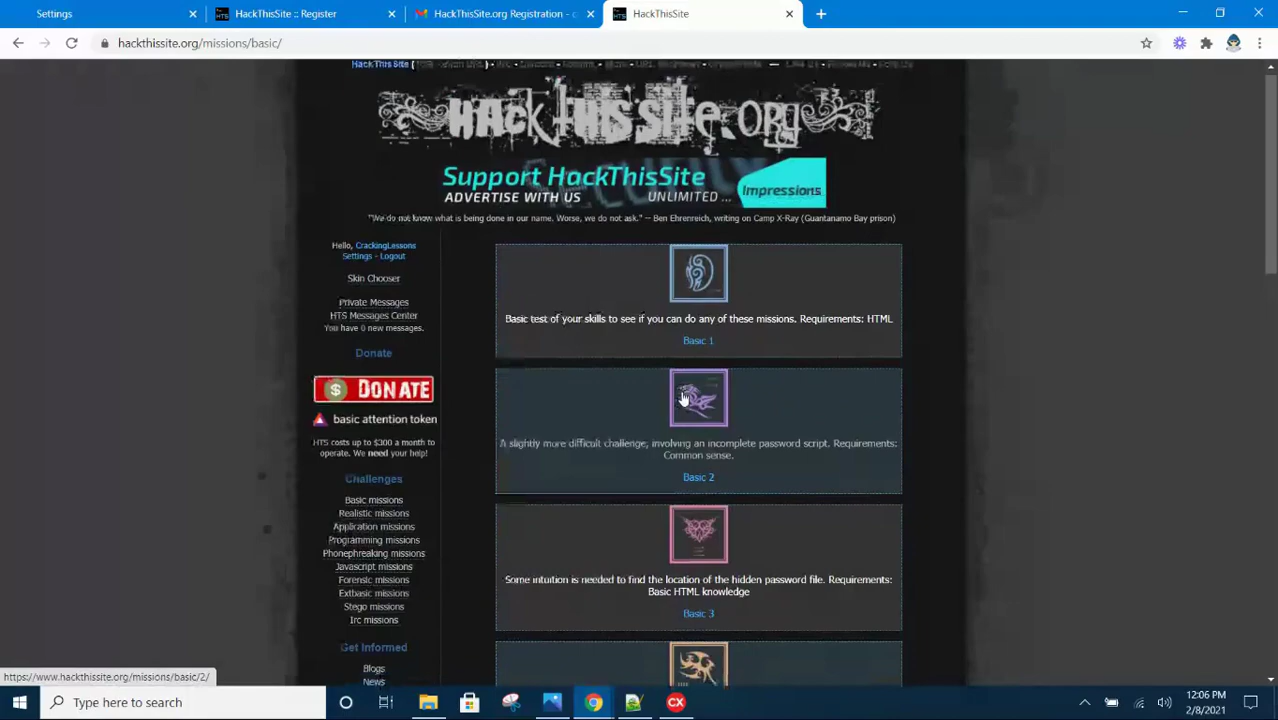 Settings
HackThisSite :: Register
HackThisSite.org Registration - c
HackThisSite
hackthissite.org/missions/basic/
HackThisSite.org
Support HackThisSite
ADVERTISE WITH US UNLIMITED ... Impressions
"We do not know what is being done in our name. Worse, we do not ask." -- Ben Ehrenreich, writing on Camp X-Ray (Guantanamo Bay prison)
Hello, CrackingLessons
Settings - Logout
Skin Chooser
Private Messages
HTS Messages Center
You have 0 new messages.
Donate
$ DONATE
basic attention token
HTS costs up to $300 a month to
operate. We need your help!
Challenges
Basic missions
Realistic missions
Application missions
Programming missions
Phonephreaking missions
Javascript missions
Forensic missions
Extbasic missions
Stego missions
Irc missions
Get Informed
Blogs
News
Basic test of your skills to see if you can do any of these missions. Requirements: HTML
Basic 1
A slightly more difficult challenge, involving an incomplete password script. Requirements:
Common sense.
Basic 2
Some intuition is needed to find the location of the hidden password file. Requirements:
Basic HTML knowledge
Basic 3
https://www.hackthissite.org/missions/basic/2/
Type here to search
CX
12:06 PM
2/8/2021